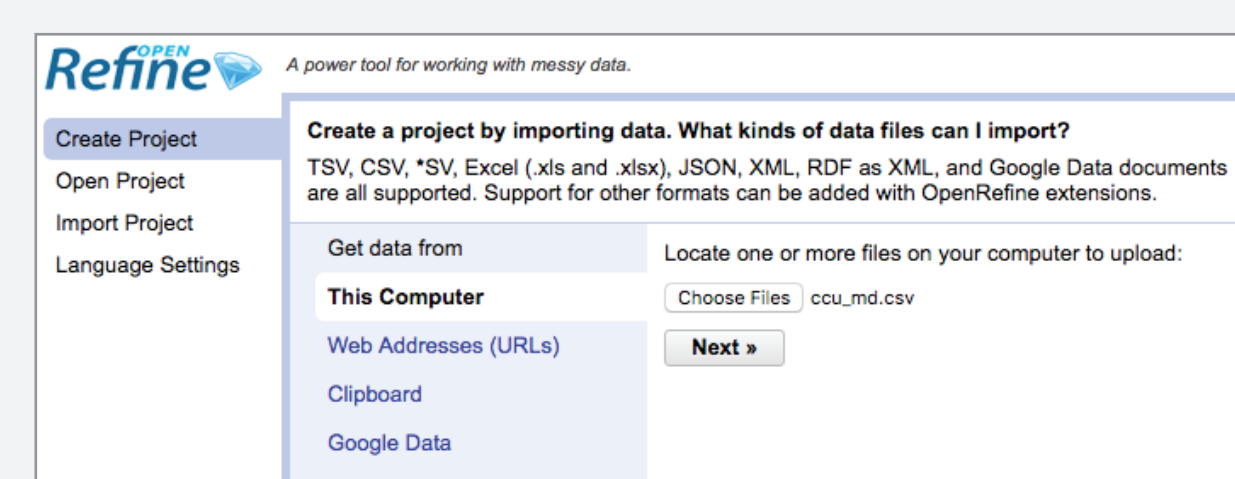 OPEN
Refine
A power tool for working with messy data.
Create Project
Open Project
Import Project
Language Settings
Create a project by importing data. What kinds of data files can I import?
TSV, CSV, *SV, Excel (.xls and .xlsx), JSON, XML, RDF as XML, and Google Data documents
are all supported. Support for other formats can be added with OpenRefine extensions.
Get data from
This Computer
Web Addresses (URLs)
Clipboard
Google Data
Locate one or more files on your computer to upload:
Choose Files ccu_md.csv
Next »